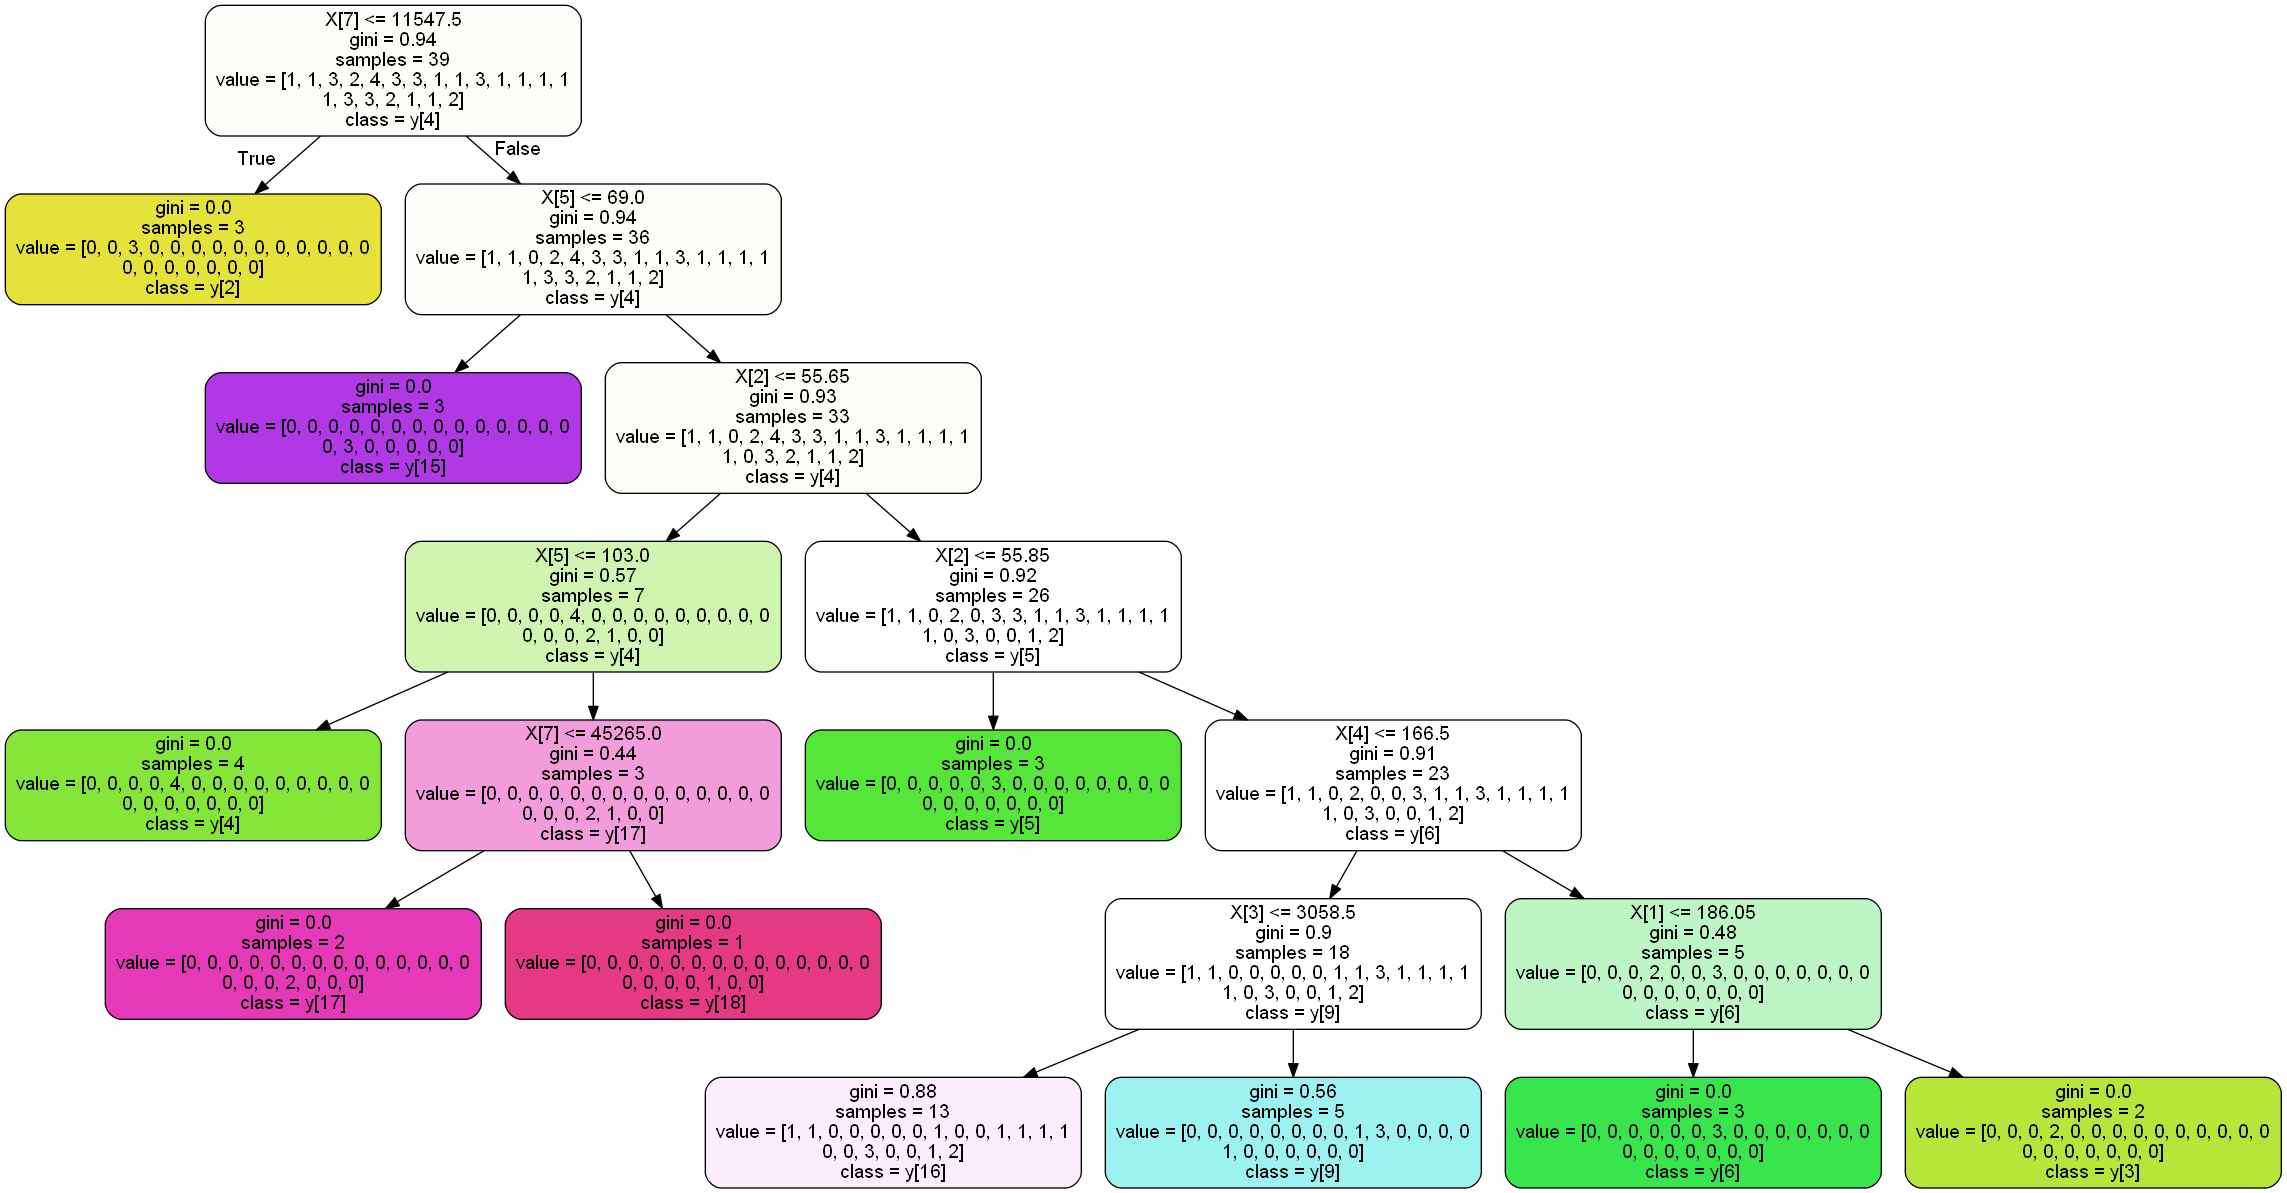 X[7] <= 11547.5
gini = 0.94
samples = 39
value = [1, 1, 3, 2, 4, 3, 3, 1, 1, 3, 1, 1, 1, 1
1, 3, 3, 2, 1, 1, 2]
class = y[4]
True
False
gini = 0.0
samples = 3
value = [0, 0, 3, 0, 0, 0, 0, 0, 0, 0, 0, 0, 0, 0
0, 0, 0, 0, 0, 0, 0]
class = y[2]
X[5] <= 69.0
gini = 0.94
samples = 36
value = [1, 1, 0, 2, 4, 3, 3, 1, 1, 3, 1, 1, 1, 1
1, 3, 3, 2, 1, 1, 2]
class = y[4]
gini = 0.0
samples = 3
value = [0, 0, 0, 0, 0, 0, 0, 0, 0, 0, 0, 0, 0, 0
0, 3, 0, 0, 0, 0, 0]
class = y[15]
X[2] <= 55.65
gini = 0.93
samples = 33
value = [1, 1, 0, 2, 4, 3, 3, 1, 1, 3, 1, 1, 1, 1
1, 0, 3, 2, 1, 1, 2]
class = y[4]
X[5] <= 103.0
gini = 0.57
samples = 7
value = [0, 0, 0, 0, 4, 0, 0, 0, 0, 0, 0, 0, 0, 0
0, 0, 0, 2, 1, 0, 0]
class = y[4]
X[2] <= 55.85
gini = 0.92
samples = 26
value = [1, 1, 0, 2, 0, 3, 3, 1, 1, 3, 1, 1, 1, 1
1, 0, 3, 0, 0, 1, 2]
class = y[5]
gini = 0.0
samples = 4
value = [0, 0, 0, 0, 4, 0, 0, 0, 0, 0, 0, 0, 0, 0
0, 0, 0, 0, 0, 0, 0]
class = y[4]
X[7] <= 45265.0
gini = 0.44
samples = 3
value = [0, 0, 0, 0, 0, 0, 0, 0, 0, 0, 0, 0, 0, 0
0, 0, 0, 2, 1, 0, 0]
class = y[17]
gini = 0.0
samples = 3
value = [0, 0, 0, 0, 0, 3, 0, 0, 0, 0, 0, 0, 0, 0
0, 0, 0, 0, 0, 0, 0]
class = y[5]
X[4] <= 166.5
gini = 0.91
samples = 23
value = [1, 1, 0, 2, 0, 0, 3, 1, 1, 3, 1, 1, 1, 1
1, 0, 3, 0, 0, 1, 2]
class = y[6]
gini = 0.0
samples = 2
value = [0, 0, 0, 0, 0, 0, 0, 0, 0, 0, 0, 0, 0, 0
0, 0, 0, 2, 0, 0, 0]
class = y[17]
gini = 0.0
samples = 1
value = [0, 0, 0, 0, 0, 0, 0, 0, 0, 0, 0, 0, 0, 0
0, 0, 0, 0, 1, 0, 0]
class = y[18]
X[3] <= 3058.5
gini = 0.9
samples = 18
value = [1, 1, 0, 0, 0, 0, 0, 1, 1, 3, 1, 1, 1, 1
1, 0, 3, 0, 0, 1, 2]
class = y[9]
X[1] <= 186.05
gini = 0.48
samples = 5
value = [0, 0, 0, 2, 0, 0, 3, 0, 0, 0, 0, 0, 0, 0
0, 0, 0, 0, 0, 0, 0]
class = y[6]
gini = 0.88
samples = 13
value = [1, 1, 0, 0, 0, 0, 0, 1, 0, 0, 1, 1, 1, 1
0, 0, 3, 0, 0, 1, 2]
class = y[16]
gini = 0.56
samples = 5
value = [0, 0, 0, 0, 0, 0, 0, 0, 1, 3, 0, 0, 0, 0
1, 0, 0, 0, 0, 0, 0]
class = y[9]
gini = 0.0
samples = 3
value = [0, 0, 0, 0, 0, 0, 3, 0, 0, 0, 0, 0, 0, 0
0, 0, 0, 0, 0, 0, 0]
class = y[6]
gini = 0.0
samples = 2
value = [0, 0, 0, 2, 0, 0, 0, 0, 0, 0, 0, 0, 0, 0
0, 0, 0, 0, 0, 0, 0]
class = y[3]